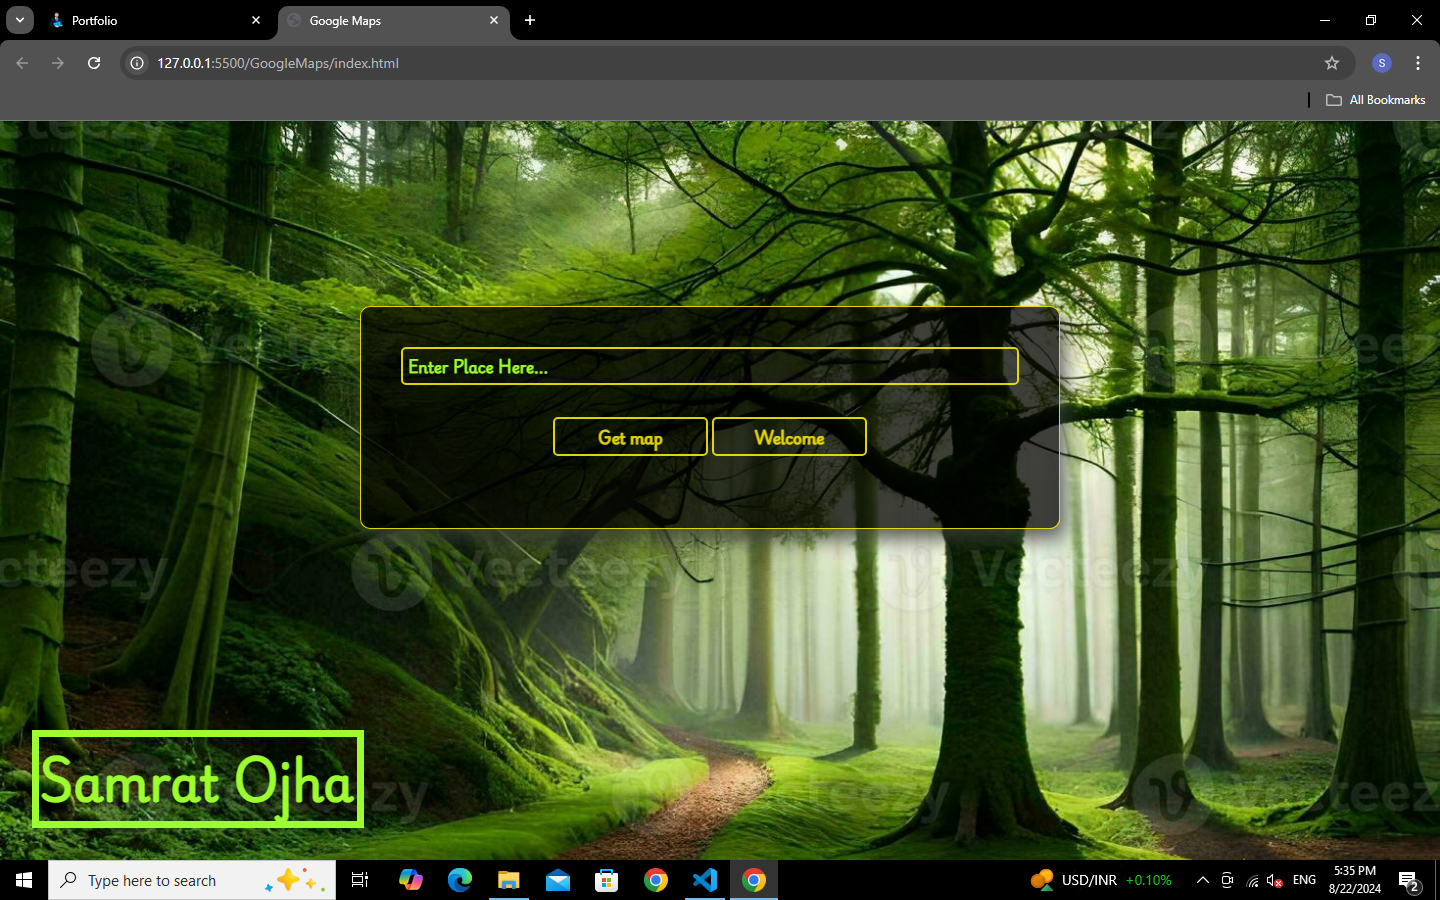 Portfolio
Google Maps
127.0.0.1:5500/GoogleMaps/index.html
S
All Bookmarks
Enter Place Here...
Get map
Welcome
Vecteezy
Vecteezy
Samrat Ojha
Type here to search
USD/INR +0.10%
ENG
5:35 PM
8/22/2024
2